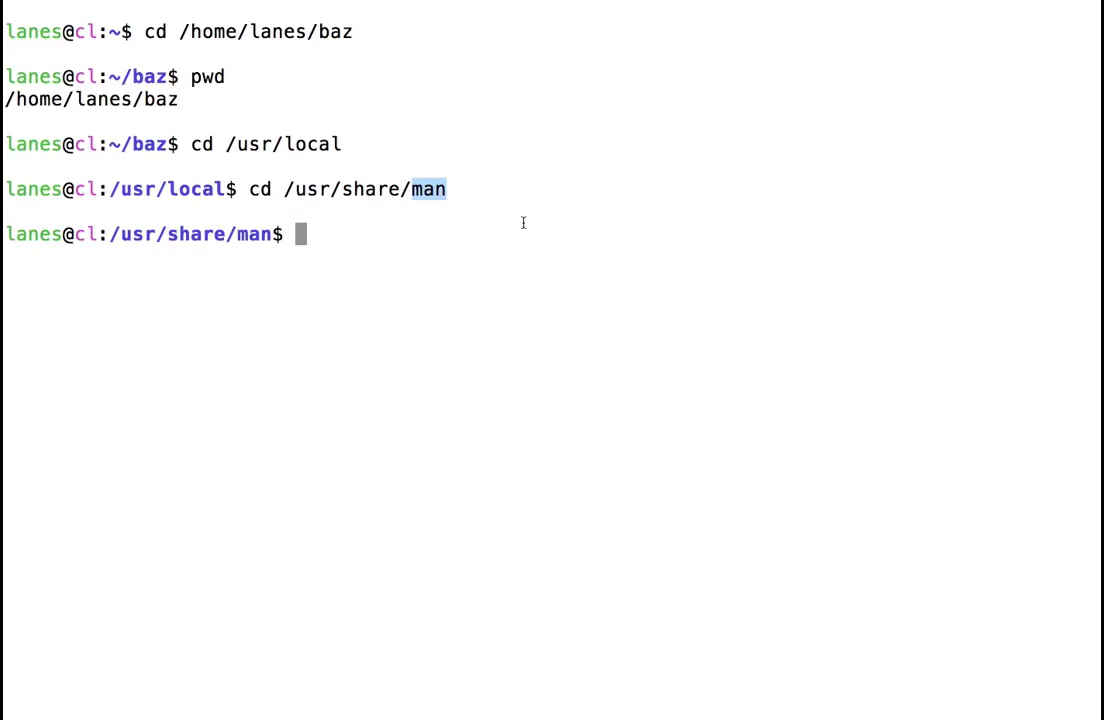 lanes@cl:~$ cd /home/lanes/baz
lanes@cl:~/baz$ pwd
/home/lanes/baz
lanes@cl:~/baz$ cd /usr/local
lanes@cl:/usr/local$ cd /usr/share/man
lanes@cl:/usr/share/man$